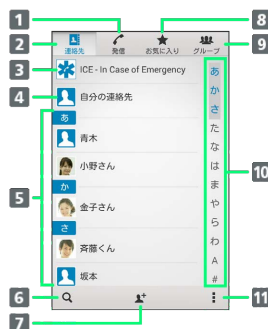 1
8
2
連絡先
発信
お気に入り
グループ
9
3
ICE - In Case of Emergency
4
自分の連絡先
あ
青木
小野さん
か
金子さん
さ
斉藤くん
坂本
5
あ
か
さ
た
な
は
ま
や
ら
わ
A
#
10
6
11
7